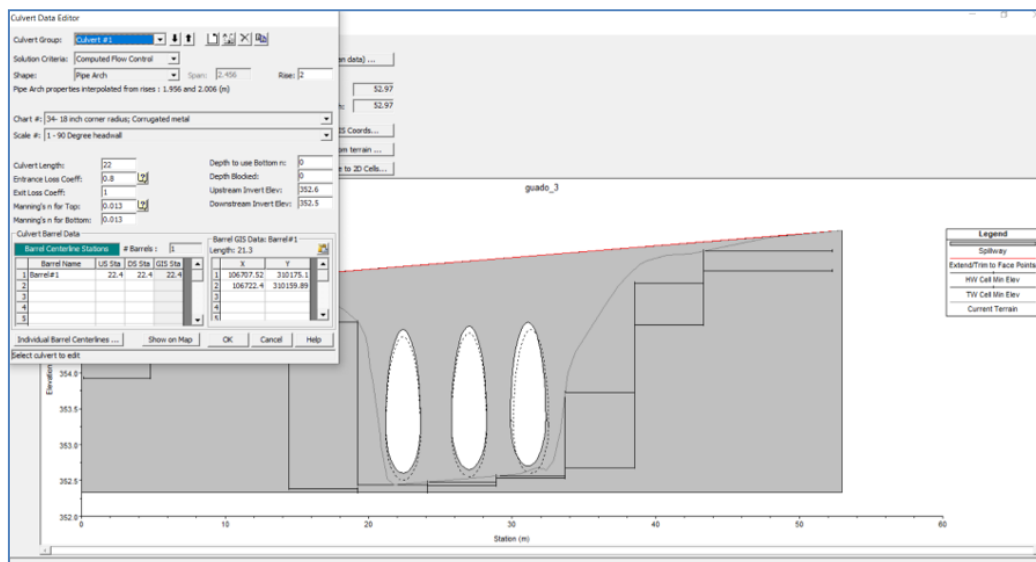 Culvert Data Editor
Culvert Group: Culvert #1
Solution Criteria: Computed Flow Control
Shape: Pipe Arch Span: 2.456 Rise: 2
Pipe Arch properties interpolated from rises : 1.956 and 2.006 (m)
Chart #: 34- 18 inch corner radius; Corrugated metal
Scale #: 1 - 90 Degree headwall
Culvert Length: 22
Entrance Loss Coeff: 0.8
Exit Loss Coeff: 1
Manning's n for Top: 0.013
Manning's n for Bottom: 0.013
Depth to use Bottom n: 0
Depth Blocked: 0
Upstream Invert Elev: 352.6
Downstream Invert Elev: 352.5
Culvert Barrel Data
Barrel Centerline Stations # Barrels : 1
Barrel Name US Sta DS Sta GIS Sta
1 Barrel#1 22.4 22.4 22.4
2
3
4
5
Barrel GIS Data: Barrel#1
Length: 21.3
X Y
1 106707.52 310175.1
2 106722.4 310159.89
3
4
5
Individual Barrel Centerlines ... Show on Map OK Cancel Help
Select culvert to edit
an data) ...
52.97
52.97
IS Coords...
om terrain ...
e to 2D Cells...
guado_3
Legend
Spillway
Extend/Trim to Face Points
HW Cell Min Elev
TW Cell Min Elev
Current Terrain
Elevation
354.0
353.5
353.0
352.5
352.0
0 10 20 30 40 50 60
Station (m)